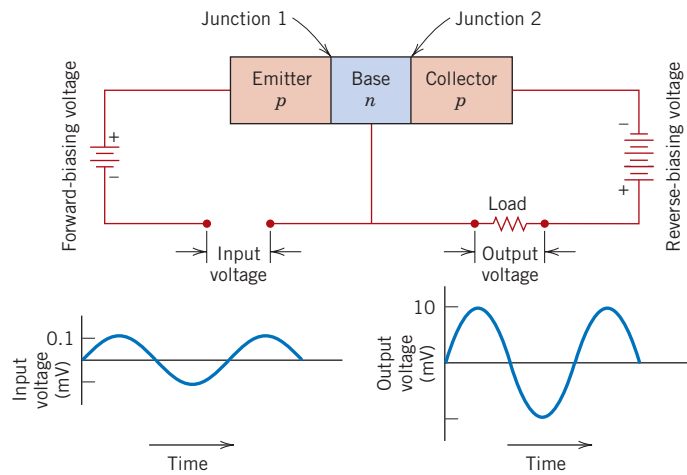 Junction 1
Junction 2
Emitter
p
Base
n
Collector
p
Forward-biasing voltage
+
−
Reverse-biasing voltage
−
+
Load
Input
voltage
Output
voltage
Input
voltage
(mV)
0.1
Time
Output
voltage
(mV)
10
Time